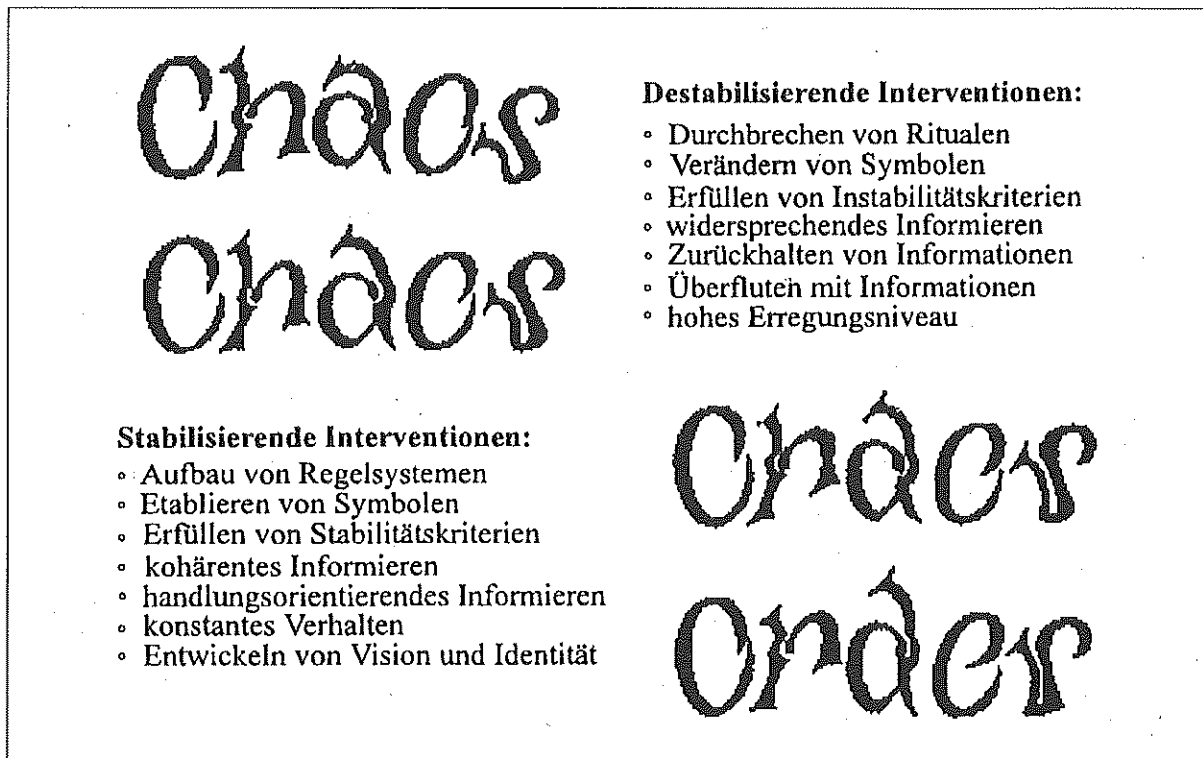 Chaos
Chaos
Destabilisierende Interventionen:
° Durchbrechen von Ritualen
° Verändern von Symbolen
° Erfüllen von Instabilitätskriterien
° widersprechendes Informieren
° Zurückhalten von Informationen
° Überfluten mit Informationen
° hohes Erregungsniveau
Stabilisierende Interventionen:
° Aufbau von Regelsystemen
° Etablieren von Symbolen
° Erfüllen von Stabilitätskriterien
° kohärentes Informieren
° handlungsorientierendes Informieren
° konstantes Verhalten
° Entwickeln von Vision und Identität
Chaos
Order